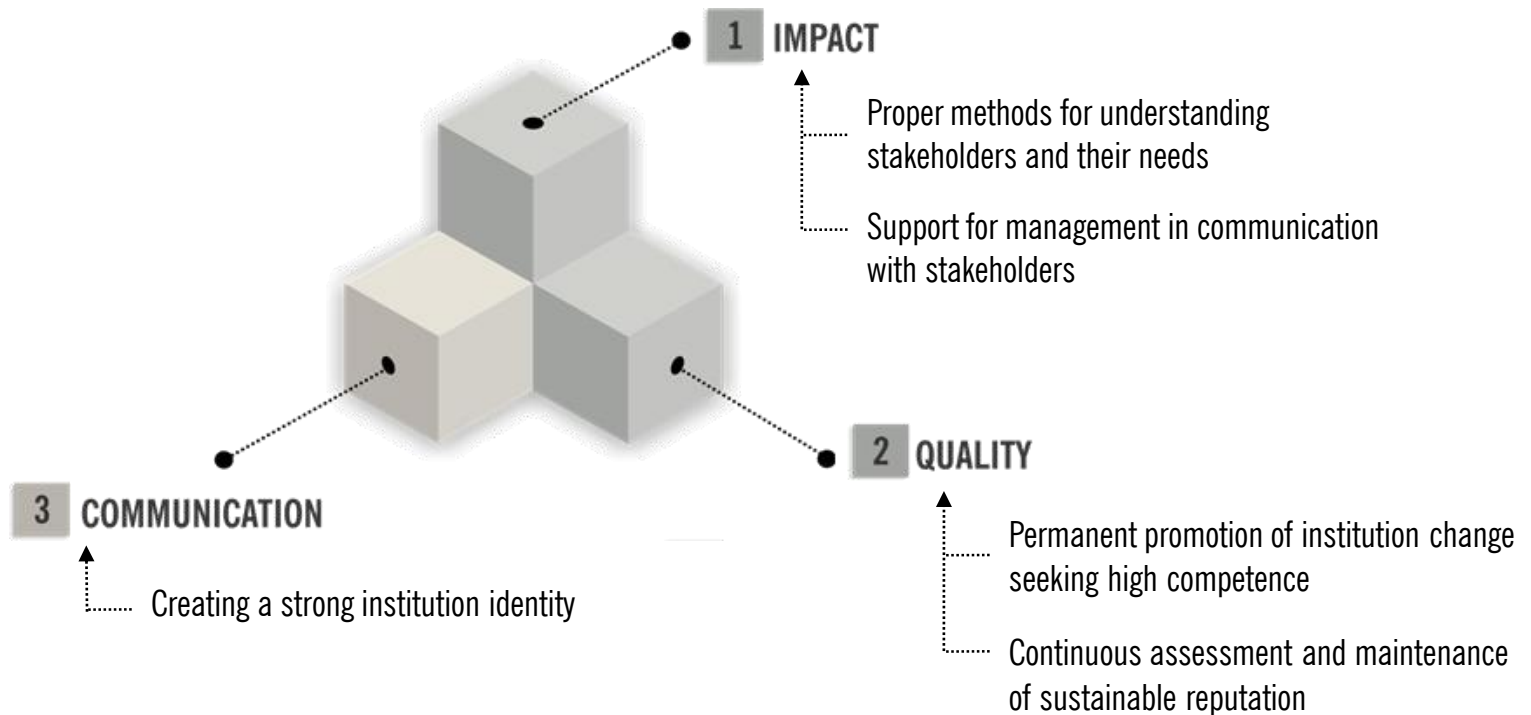 1 IMPACT
Proper methods for understanding
stakeholders and their needs
Support for management in communication
with stakeholders
2 QUALITY
Permanent promotion of institution change
seeking high competence
Continuous assessment and maintenance
of sustainable reputation
3 COMMUNICATION
Creating a strong institution identity